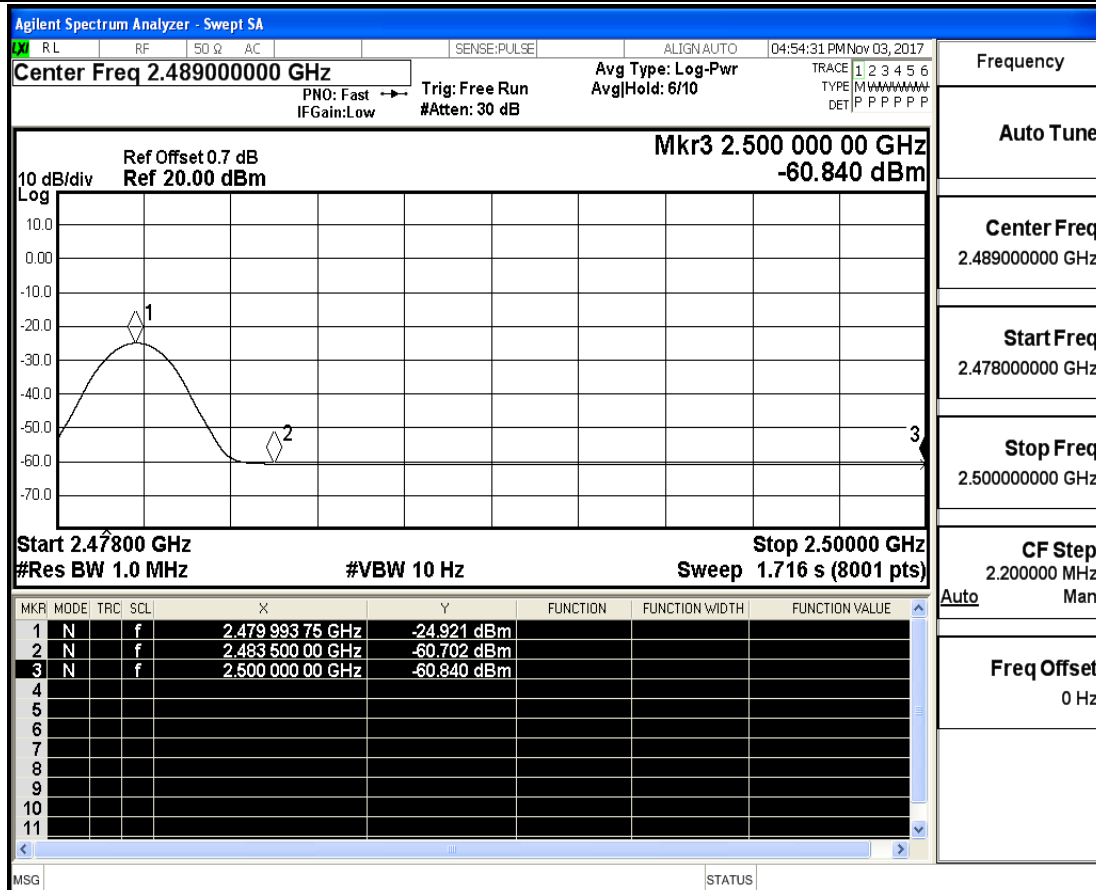 Agilent Spectrum Analyzer - Swept SA
LXI RL RF 50 Ω AC SENSE:PULSE ALIGN AUTO 04:54:31 PM Nov 03, 2017
Center Freq 2.489000000 GHz
PNO: Fast
IFGain:Low
Trig: Free Run
#Atten: 30 dB
Avg Type: Log-Pwr
Avg|Hold: 6/10
TRACE 1 2 3 4 5 6
TYPE M W W W W W
DET P P P P P P
Mkr3 2.500 000 00 GHz
-60.840 dBm
Ref Offset 0.7 dB
10 dB/div Ref 20.00 dBm
Log
10.0
0.00
-10.0
-20.0
-30.0
-40.0
-50.0
-60.0
-70.0
1
2
3
Start 2.47800 GHz Stop 2.50000 GHz
#Res BW 1.0 MHz #VBW 10 Hz Sweep 1.716 s (8001 pts)
MKR MODE TRC SCL X Y FUNCTION FUNCTION WIDTH FUNCTION VALUE
1 N f 2.479 993 75 GHz -24.921 dBm
2 N f 2.483 500 00 GHz -60.702 dBm
3 N f 2.500 000 00 GHz -60.840 dBm
4
5
6
7
8
9
10
11
MSG STATUS
Frequency
Auto Tune
Center Freq
2.489000000 GHz
Start Freq
2.478000000 GHz
Stop Freq
2.500000000 GHz
CF Step
2.200000 MHz
Auto Man
Freq Offset
0 Hz